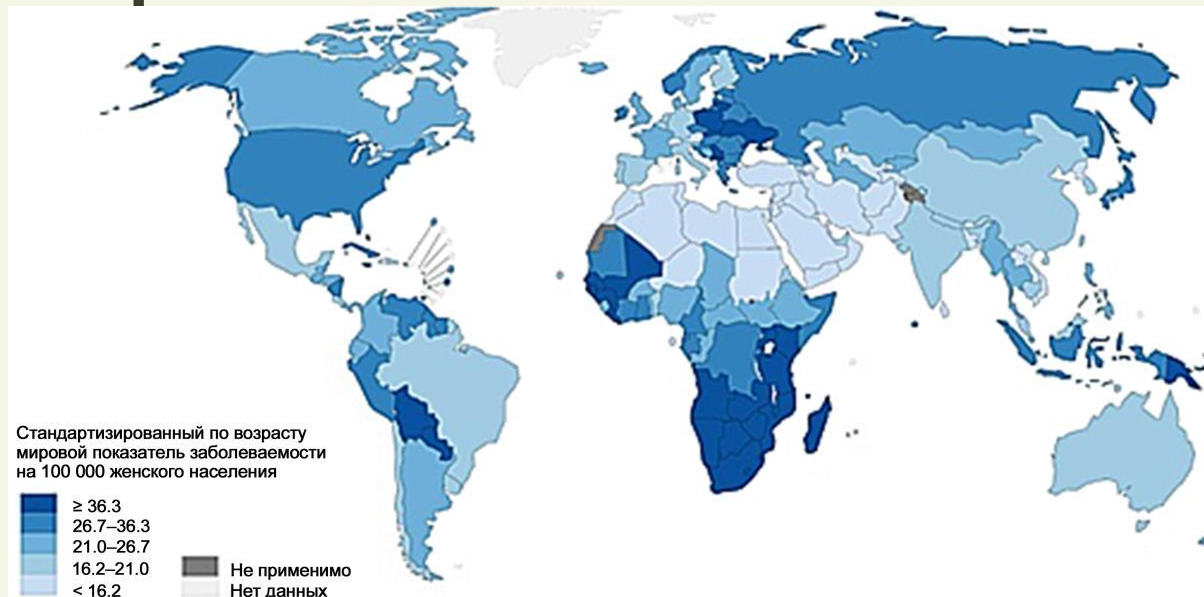 Стандартизированный по возрасту
мировой показатель заболеваемости
на 100 000 женского населения
≥ 36.3
26.7–36.3
21.0–26.7
16.2–21.0
< 16.2
Не применимо
Нет данных